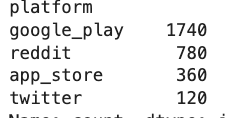 platform
google_play 1740
reddit 780
app_store 360
twitter 120